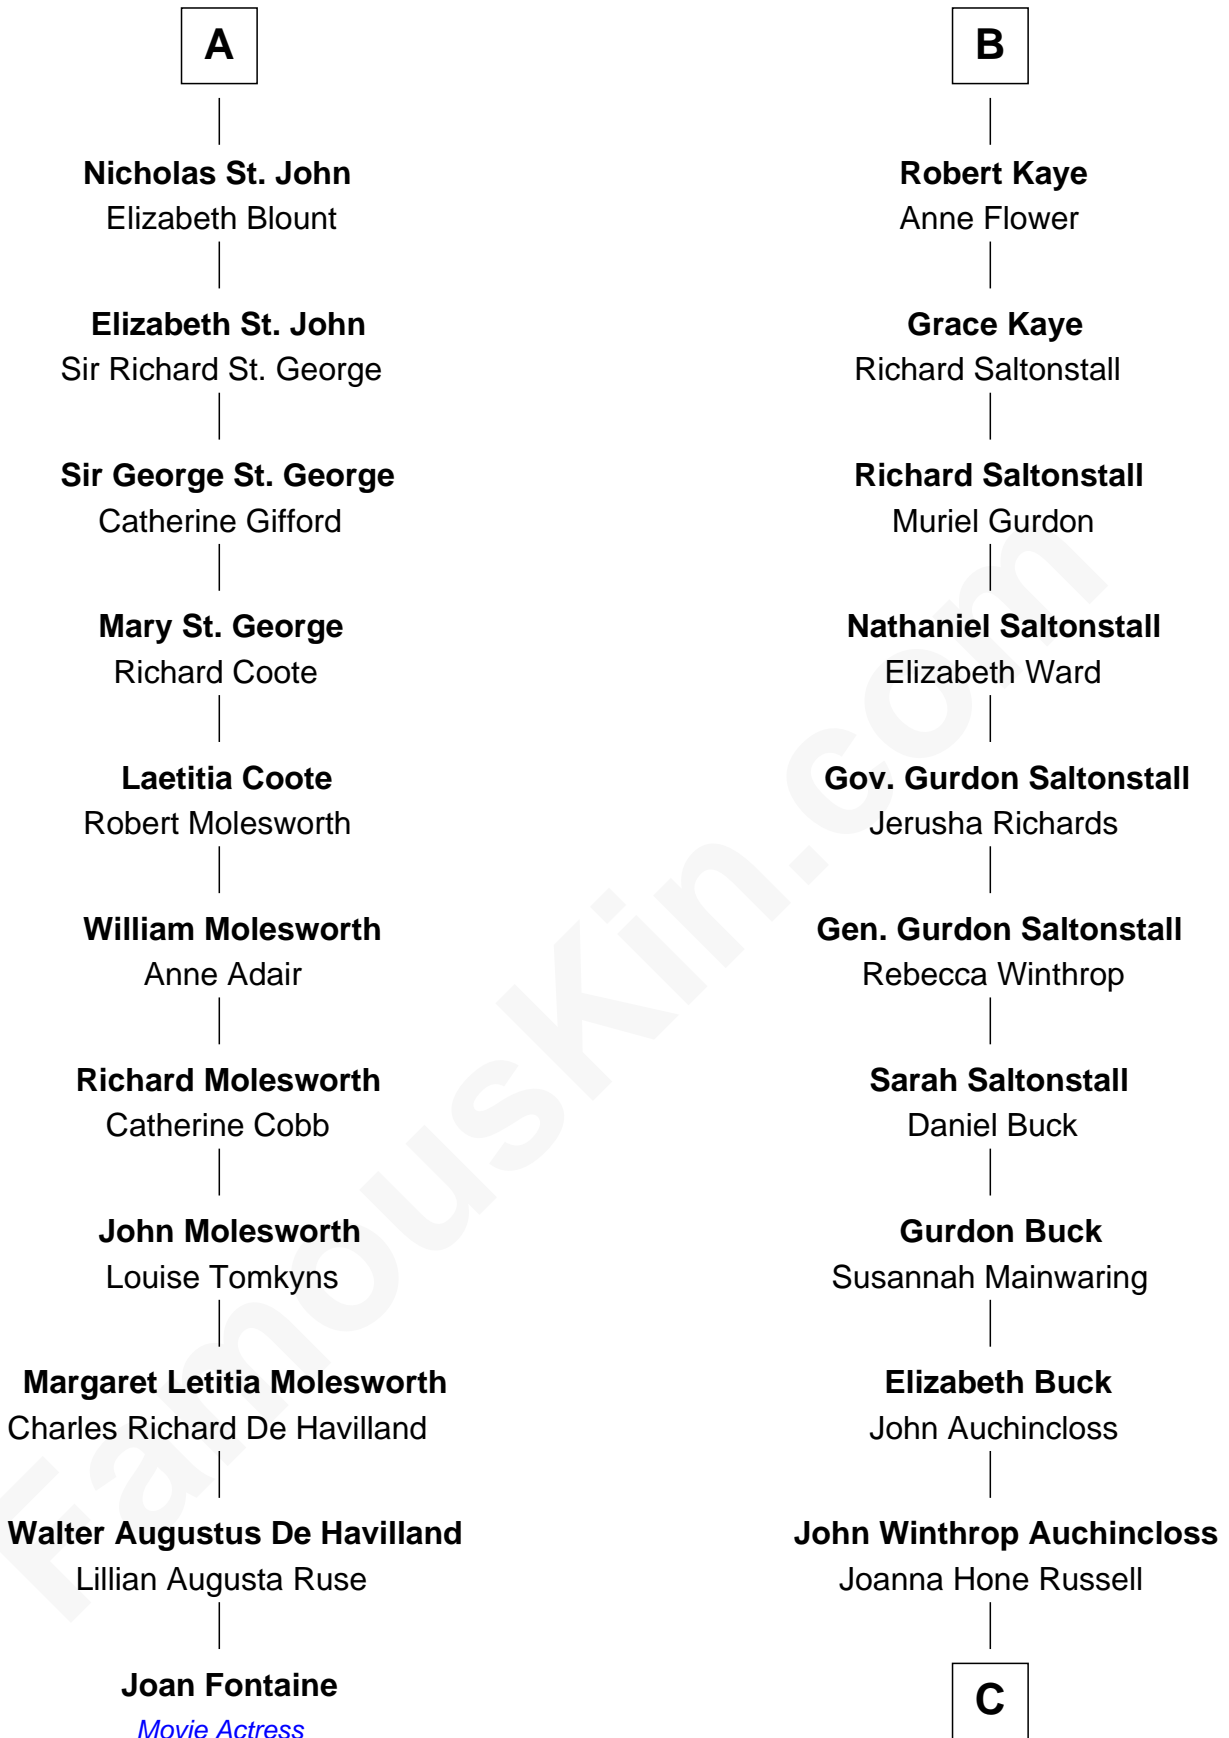 A
Nicholas St. John
Elizabeth Blount
Elizabeth St. John
Sir Richard St. George
Sir George St. George
Catherine Gifford
Mary St. George
Richard Coote
Laetitia Coote
Robert Molesworth
William Molesworth
Anne Adair
Richard Molesworth
Catherine Cobb
John Molesworth
Louise Tomkyns
Margaret Letitia Molesworth
Charles Richard De Havilland
Walter Augustus De Havilland
Lillian Augusta Ruse
Joan Fontaine
Movie Actress
B
Robert Kaye
Anne Flower
Grace Kaye
Richard Saltonstall
Richard Saltonstall
Muriel Gurdon
Nathaniel Saltonstall
Elizabeth Ward
Gov. Gurdon Saltonstall
Jerusha Richards
Gen. Gurdon Saltonstall
Rebecca Winthrop
Sarah Saltonstall
Daniel Buck
Gurdon Buck
Susannah Mainwaring
Elizabeth Buck
John Auchincloss
John Winthrop Auchincloss
Joanna Hone Russell
C
FamousKin.com